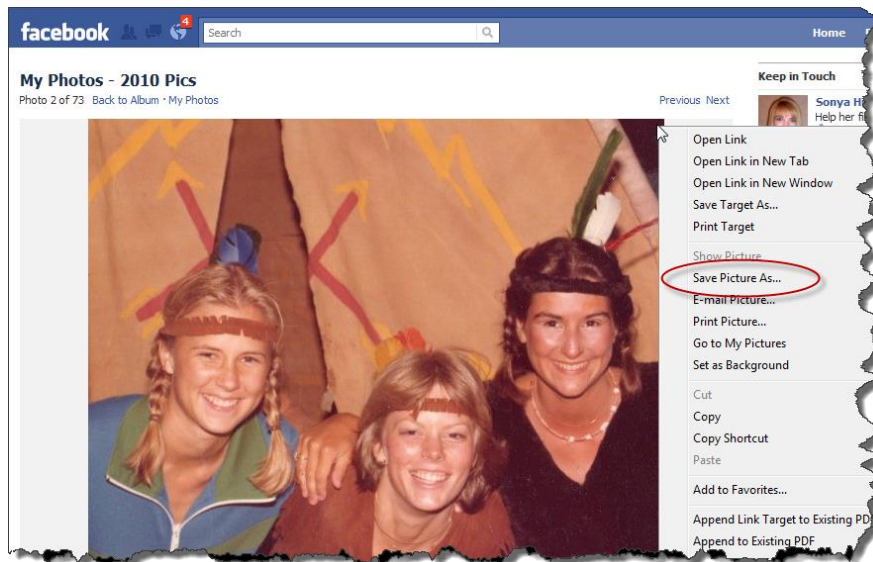 facebook
4
Search
Home
My Photos - 2010 Pics
Photo 2 of 73 Back to Album · My Photos
Previous Next
Keep in Touch
Sonya
Help her
Open Link
Open Link in New Tab
Open Link in New Window
Save Target As...
Print Target
Show Picture
Save Picture As...
E-mail Picture...
Print Picture...
Go to My Pictures
Set as Background
Cut
Copy
Copy Shortcut
Paste
Add to Favorites...
Append Link Target to Existing
Append to Existing PDF